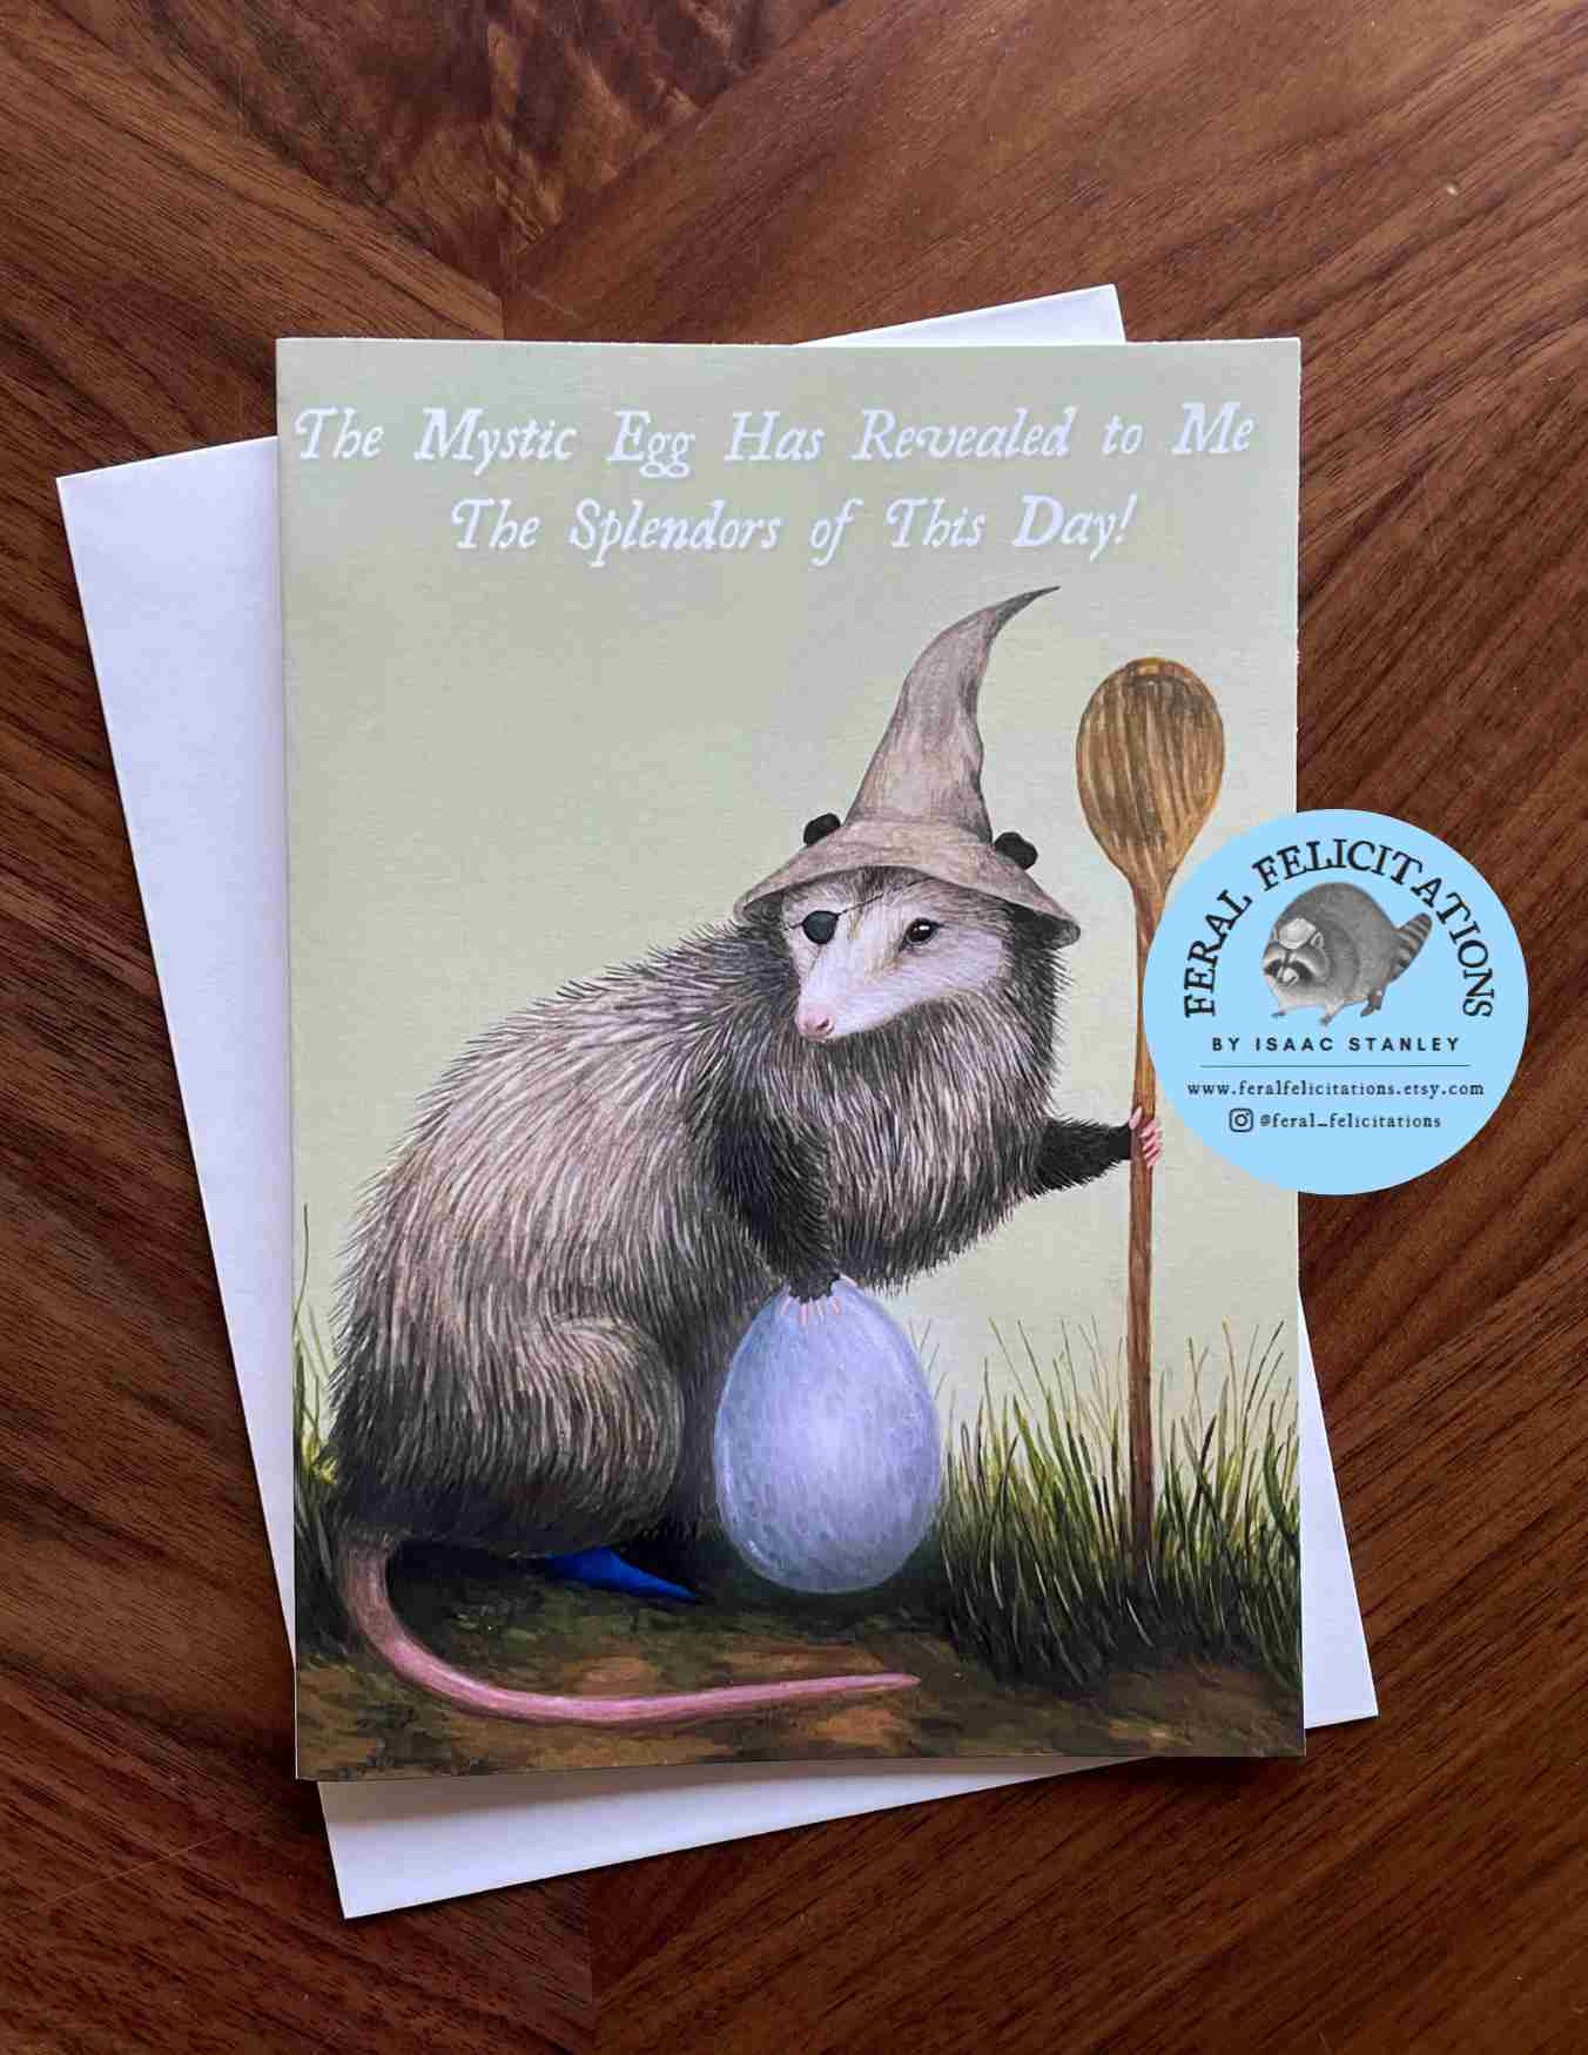 The Mystic Egg Has Revealed to Me
The Splendors of This Day!
FERAL FELICITATIONS
BY ISAAC STANLEY
www.feralfelicitations.etsy.com
@feral_felicitations